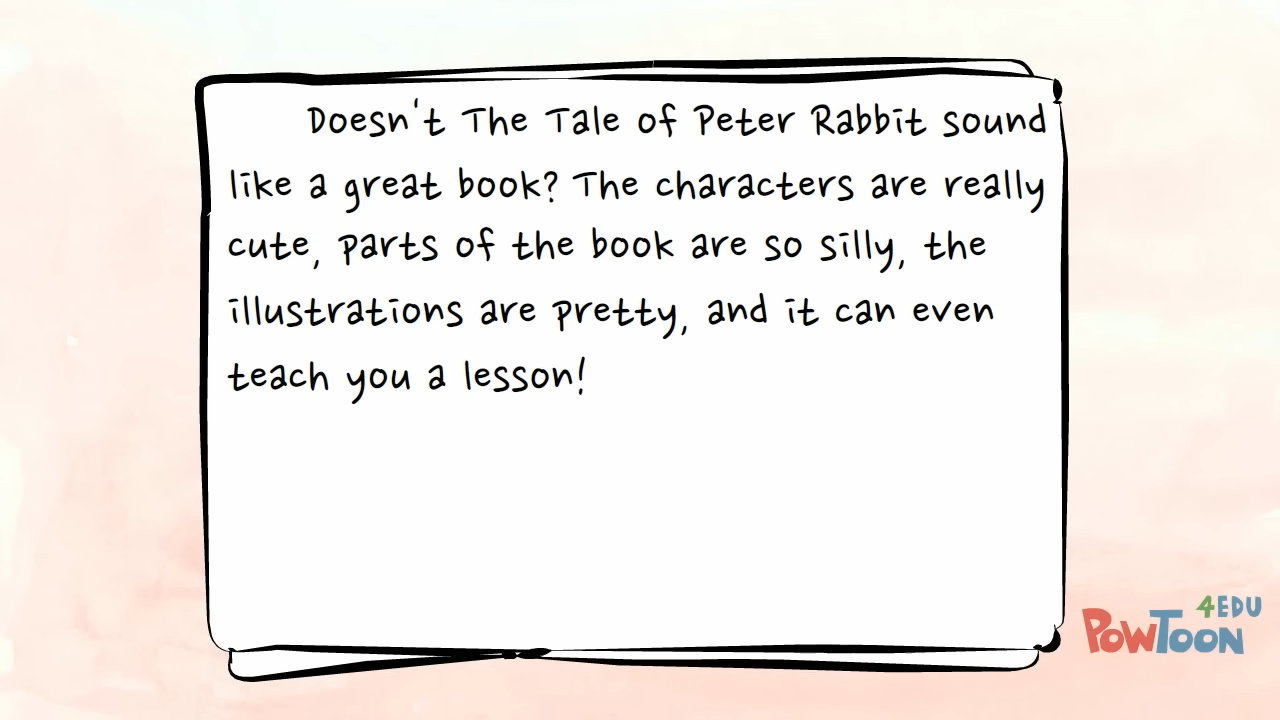 Doesn't The Tale of Peter Rabbit sound
like a great book? The characters are really
cute, parts of the book are so silly, the
illustrations are pretty, and it can even
teach you a lesson!
4EDU
POWTOON